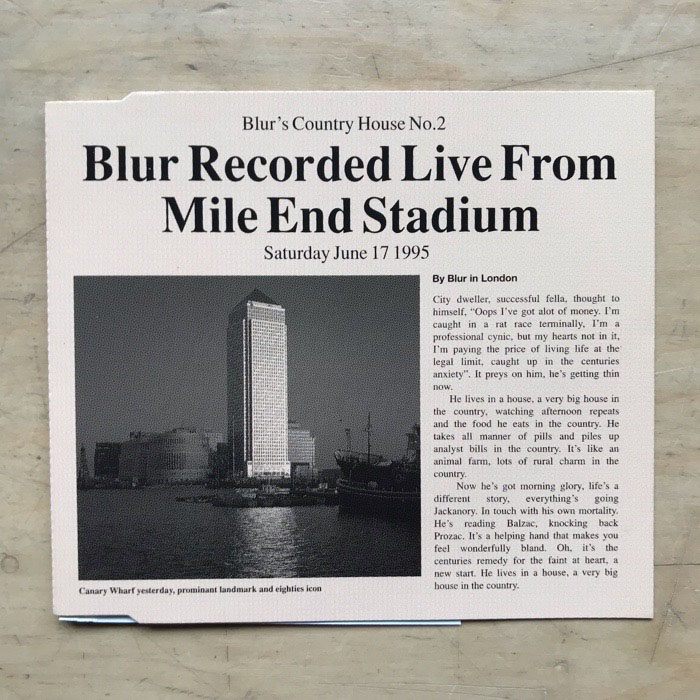 Blur's Country House No.2
Blur Recorded Live From
Mile End Stadium
Saturday June 17 1995
By Blur in London
City dweller, successful fella, thought to
himself, “Oops I've got alot of money. I'm
caught in a rat race terminally, I'm a
professional cynic, but my hearts not in it,
I'm paying the price of living life at the
legal limit, caught up in the centuries
anxiety”. It preys on him, he's getting thin
now.
He lives in a house, a very big house in
the country, watching afternoon repeats
and the food he eats in the country. He
takes all manner of pills and piles up
analyst bills in the country. It's like an
animal farm, lots of rural charm in the
country.
Now he's got morning glory, life's a
different story, everything's going
Jackanory. In touch with his own mortality.
He's reading Balzac, knocking back
Prozac. It's a helping hand that makes you
feel wonderfully bland. Oh, it's the
centuries remedy for the faint at heart, a
new start. He lives in a house, a very big
house in the country.
Canary Wharf yesterday, prominant landmark and eighties icon